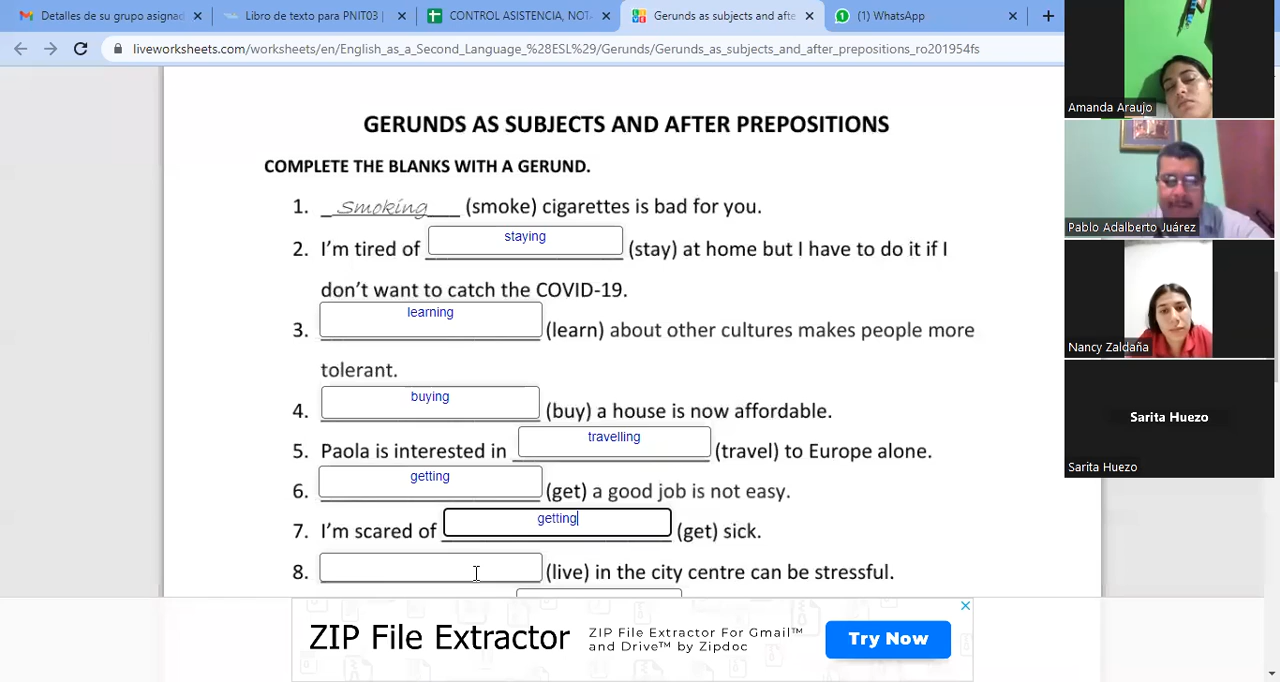 Detalles de su grupo asignad
Libro de texto para PNIT03 |
CONTROL ASISTENCIA, NOT
Gerunds as subjects and afte
(1) WhatsApp
liveworksheets.com/worksheets/en/English_as_a_Second_Language_%28ESL%29/Gerunds/Gerunds_as_subjects_and_after_prepositions_ro201954fs
GERUNDS AS SUBJECTS AND AFTER PREPOSITIONS
COMPLETE THE BLANKS WITH A GERUND.
1. _Smoking___ (smoke) cigarettes is bad for you.
2. I'm tired of staying (stay) at home but I have to do it if I
don't want to catch the COVID-19.
3. learning (learn) about other cultures makes people more
tolerant.
4. buying (buy) a house is now affordable.
5. Paola is interested in travelling (travel) to Europe alone.
6. getting (get) a good job is not easy.
7. I'm scared of getting (get) sick.
8. (live) in the city centre can be stressful.
ZIP File Extractor
ZIP File Extractor For Gmail™
and Drive™ by Zipdoc
Try Now
Amanda Araujo
Pablo Adalberto Juárez
Nancy Zaldaña
Sarita Huezo
Sarita Huezo